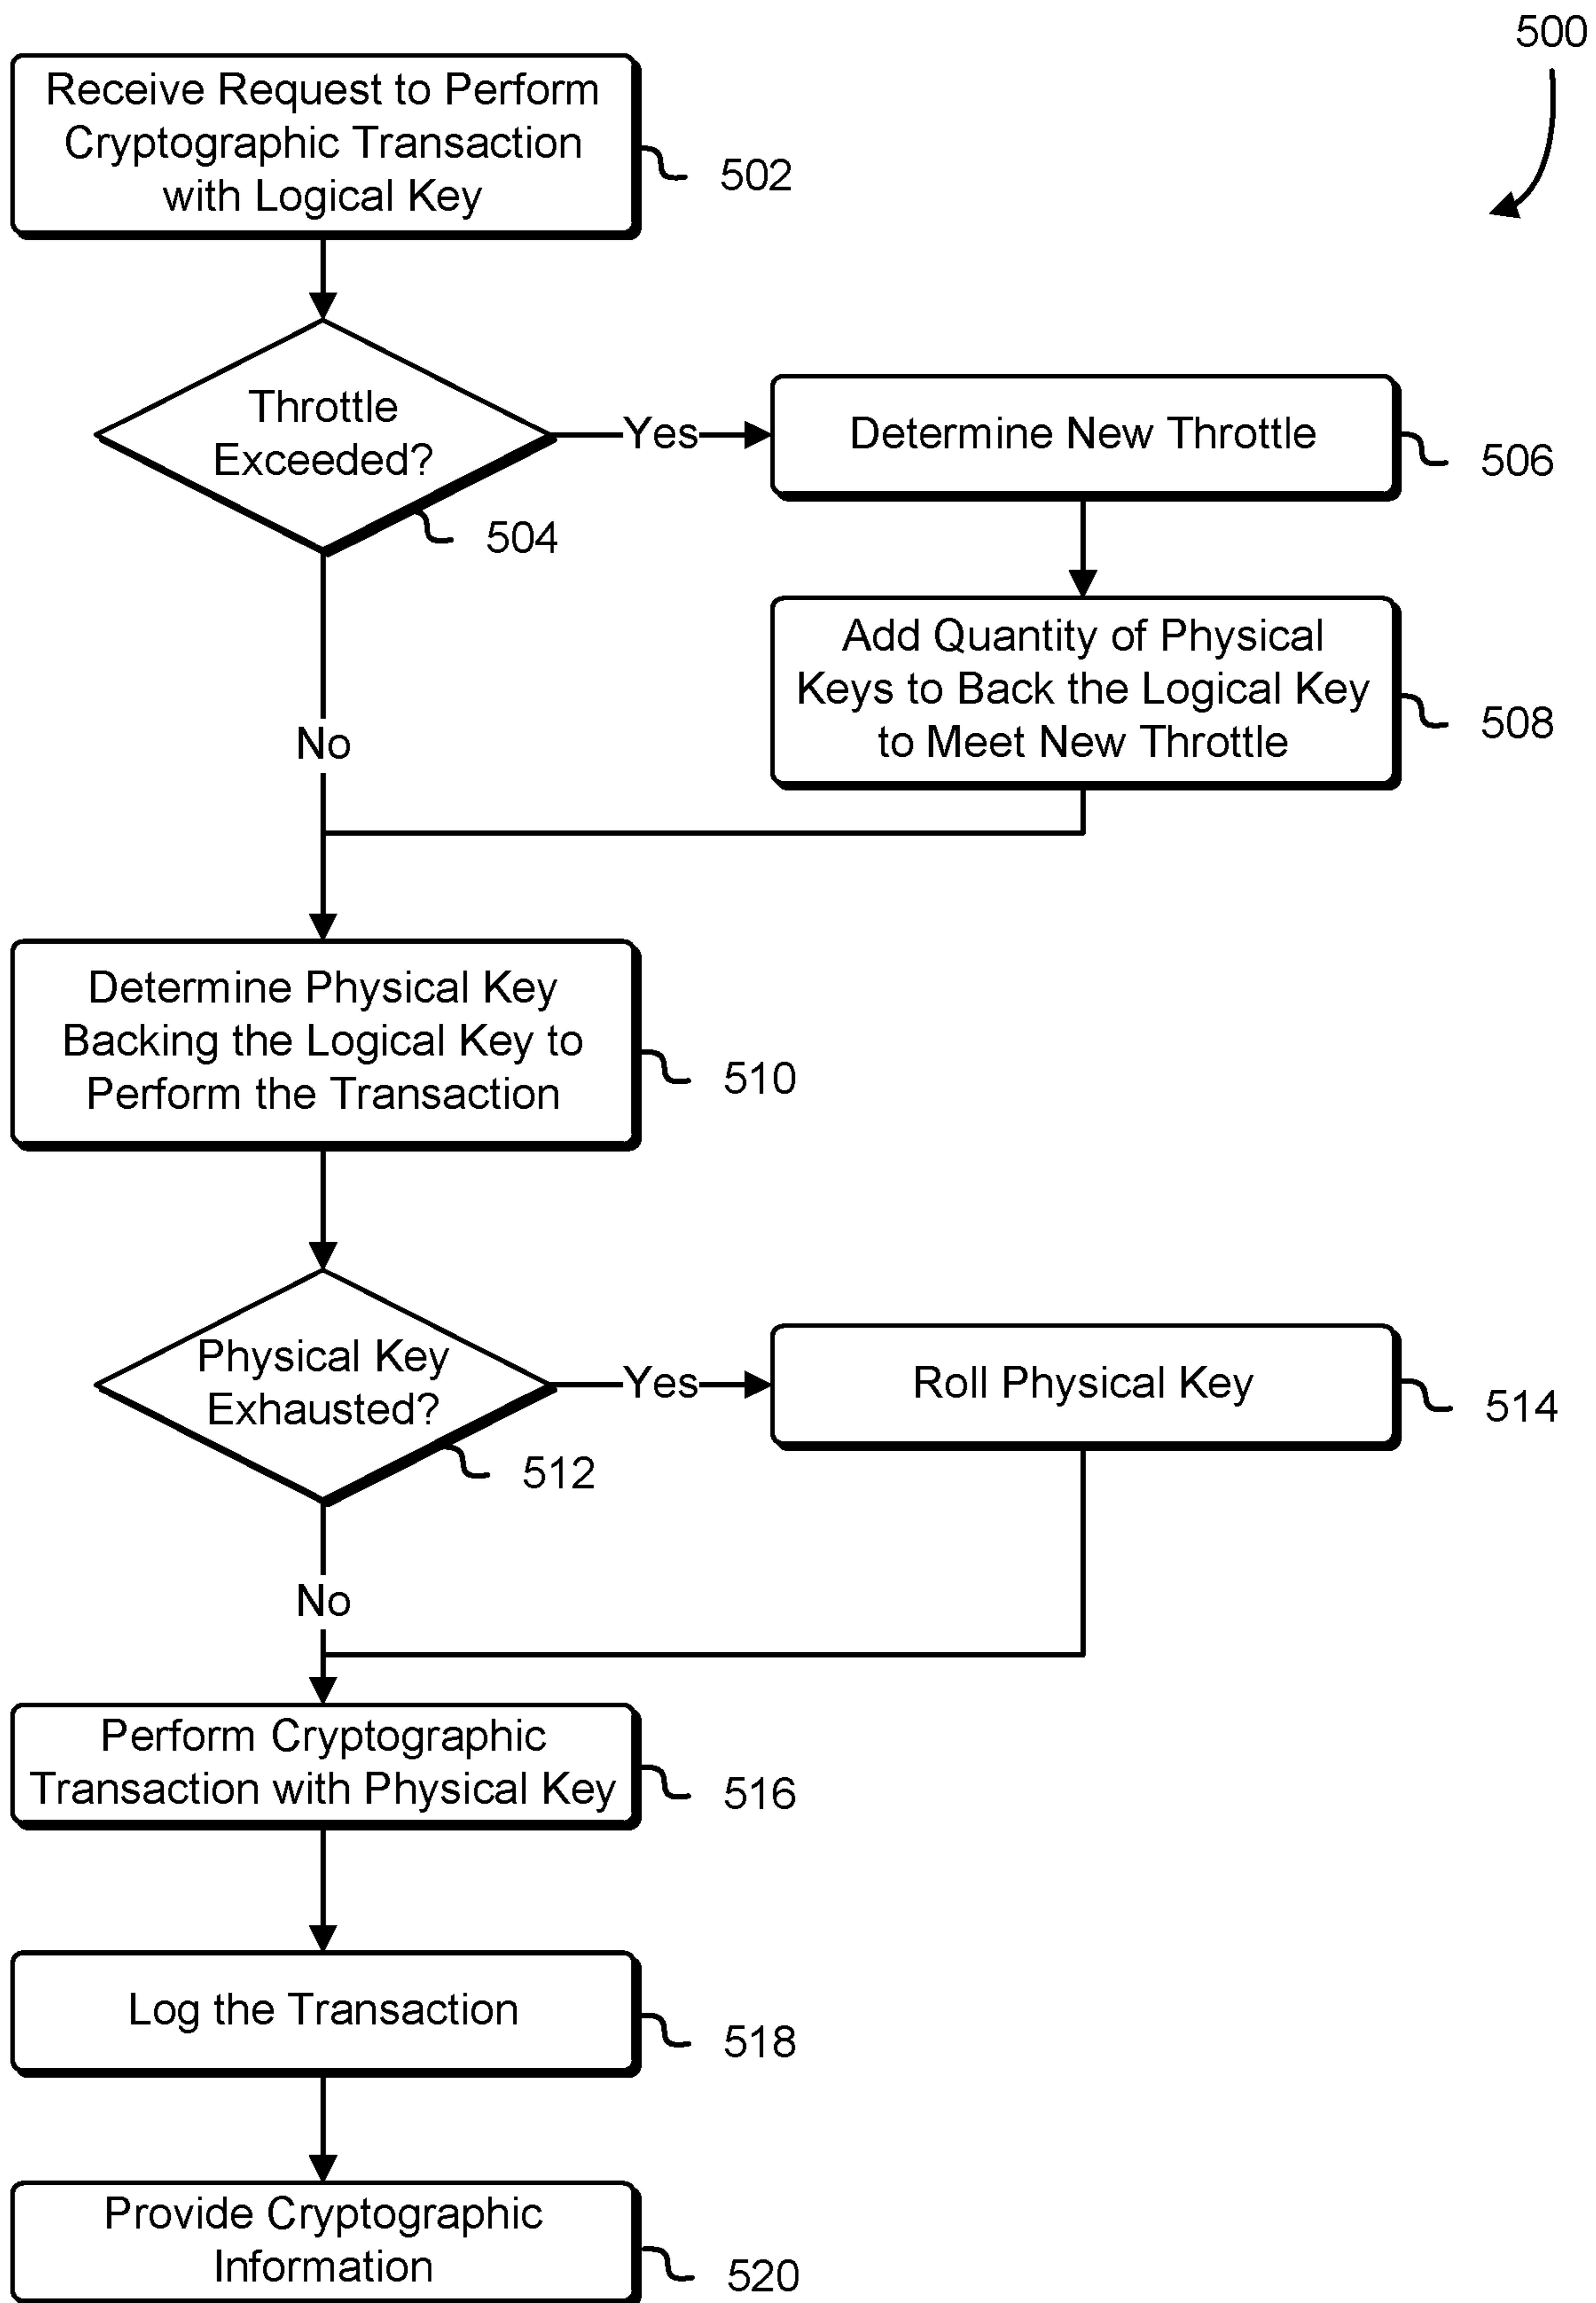 500
Receive Request to Perform
Cryptographic Transaction
with Logical Key
502
Throttle
Exceeded?
504
Yes
Determine New Throttle
506
Add Quantity of Physical
Keys to Back the Logical Key
to Meet New Throttle
508
No
Determine Physical Key
Backing the Logical Key to
Perform the Transaction
510
Physical Key
Exhausted?
512
Yes
Roll Physical Key
514
No
Perform Cryptographic
Transaction with Physical Key
516
Log the Transaction
518
Provide Cryptographic
Information
520